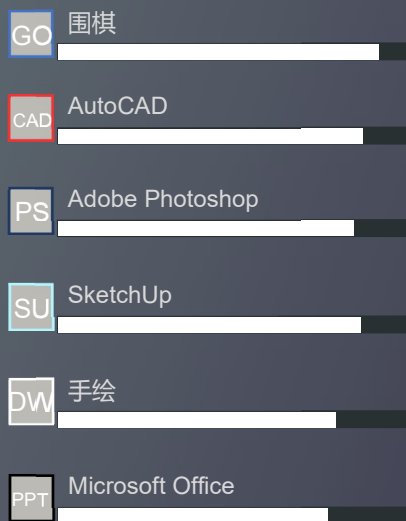 GO 围棋
CAD AutoCAD
PS Adobe Photoshop
SU SketchUp
DW 手绘
PPT Microsoft Office